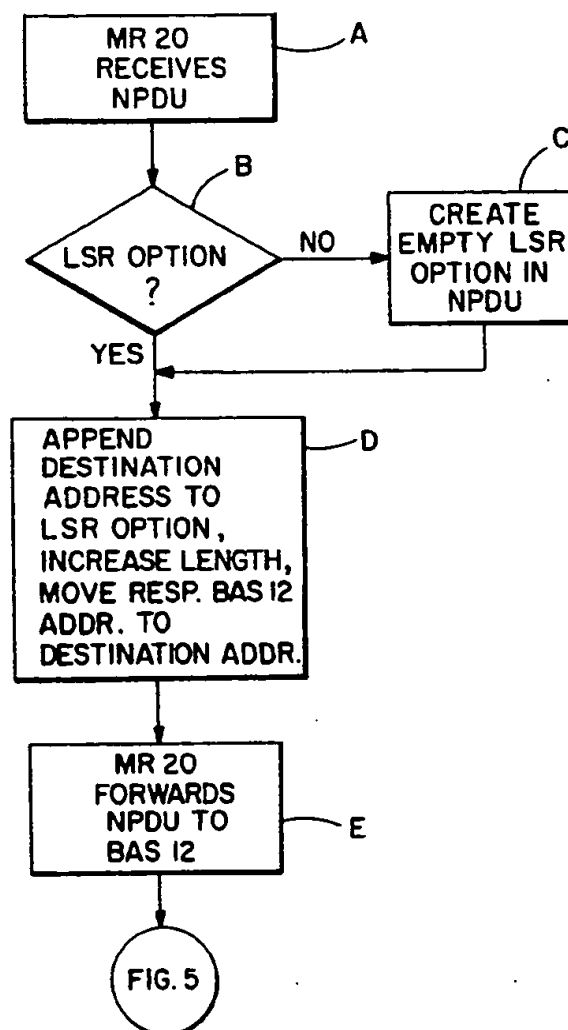 MR 20
RECEIVES
NPDU
A
B
LSR OPTION
?
NO
YES
C
CREATE
EMPTY LSR
OPTION IN
NPDU
APPEND
DESTINATION
ADDRESS TO
LSR OPTION,
INCREASE LENGTH,
MOVE RESP. BAS 12
ADDR. TO
DESTINATION ADDR.
D
MR 20
FORWARDS
NPDU TO
BAS 12
E
FIG. 5